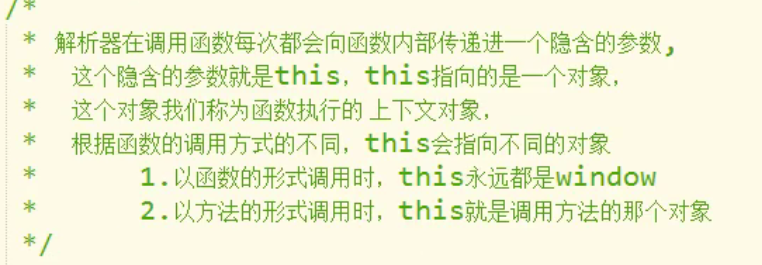 /*
* 解析器在调用函数每次都会向函数内部传递进一个隐含的参数,
* 这个隐含的参数就是this，this指向的是一个对象，
* 这个对象我们称为函数执行的 上下文对象，
* 根据函数的调用方式的不同，this会指向不同的对象
* 1.以函数的形式调用时，this永远都是window
* 2.以方法的形式调用时，this就是调用方法的那个对象
*/